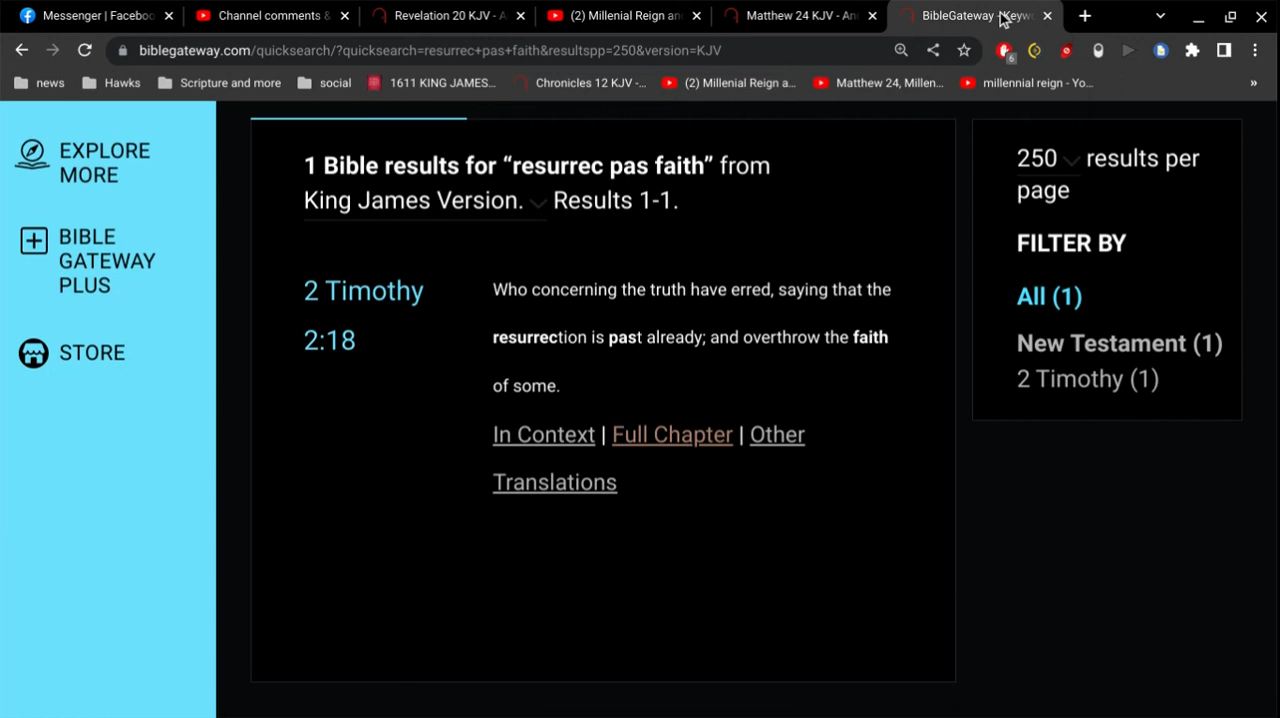 Messenger | Faceboo
Channel comments &
Revelation 20 KJV - A
(2) Millenial Reign an
Matthew 24 KJV - An
BibleGateway - Keyw
biblegateway.com/quicksearch/?quicksearch=resurrec+pas+faith&resultspp=250&version=KJV
6
news
Hawks
Scripture and more
social
1611 KING JAMES...
Chronicles 12 KJV -...
(2) Millenial Reign a...
Matthew 24, Millen...
millennial reign - Yo...
»
EXPLORE
MORE
BIBLE
GATEWAY
PLUS
STORE
1 Bible results for “resurrec pas faith” from
King James Version. Results 1-1.
2 Timothy
2:18
Who concerning the truth have erred, saying that the
resurrection is past already; and overthrow the faith
of some.
In Context | Full Chapter | Other
Translations
250 results per
page
FILTER BY
All (1)
New Testament (1)
2 Timothy (1)